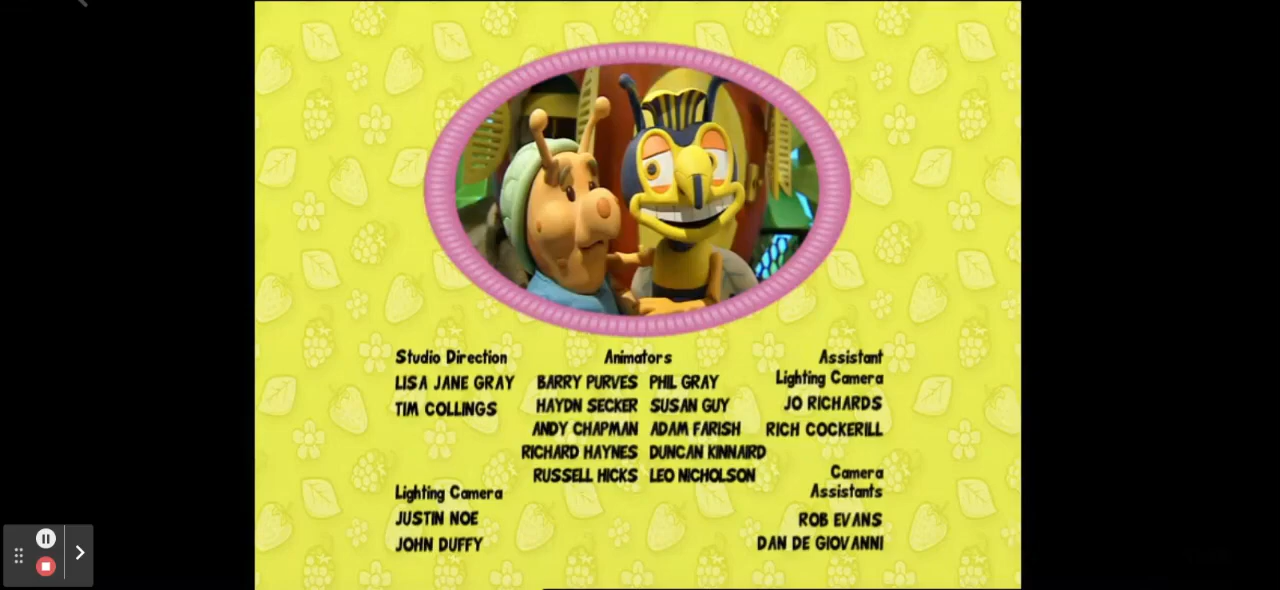 Studio Direction
LISA JANE GRAY
TIM COLLINGS
Lighting Camera
JUSTIN NOE
JOHN DUFFY
Animators
BARRY PURVES PHIL GRAY
HAYDN SECKER SUSAN GUY
ANDY CHAPMAN ADAM FARISH
RICHARD HAYNES DUNCAN KINNAIRD
RUSSELL HICKS LEO NICHOLSON
Assistant
Lighting Camera
JO RICHARDS
RICH COCKERILL
Camera
Assistants
ROB EVANS
DAN DE GIOVANNI